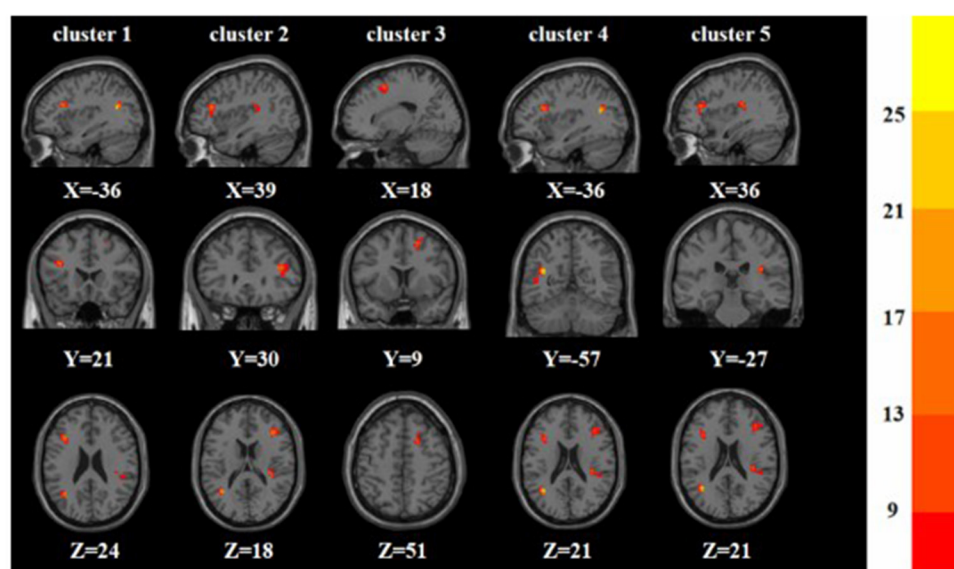 cluster 1 cluster 2 cluster 3 cluster 4 cluster 5
X=-36 X=39 X=18 X=-36 X=36
Y=21 Y=30 Y=9 Y=-57 Y=-27
Z=24 Z=18 Z=51 Z=21 Z=21
25
21
17
13
9